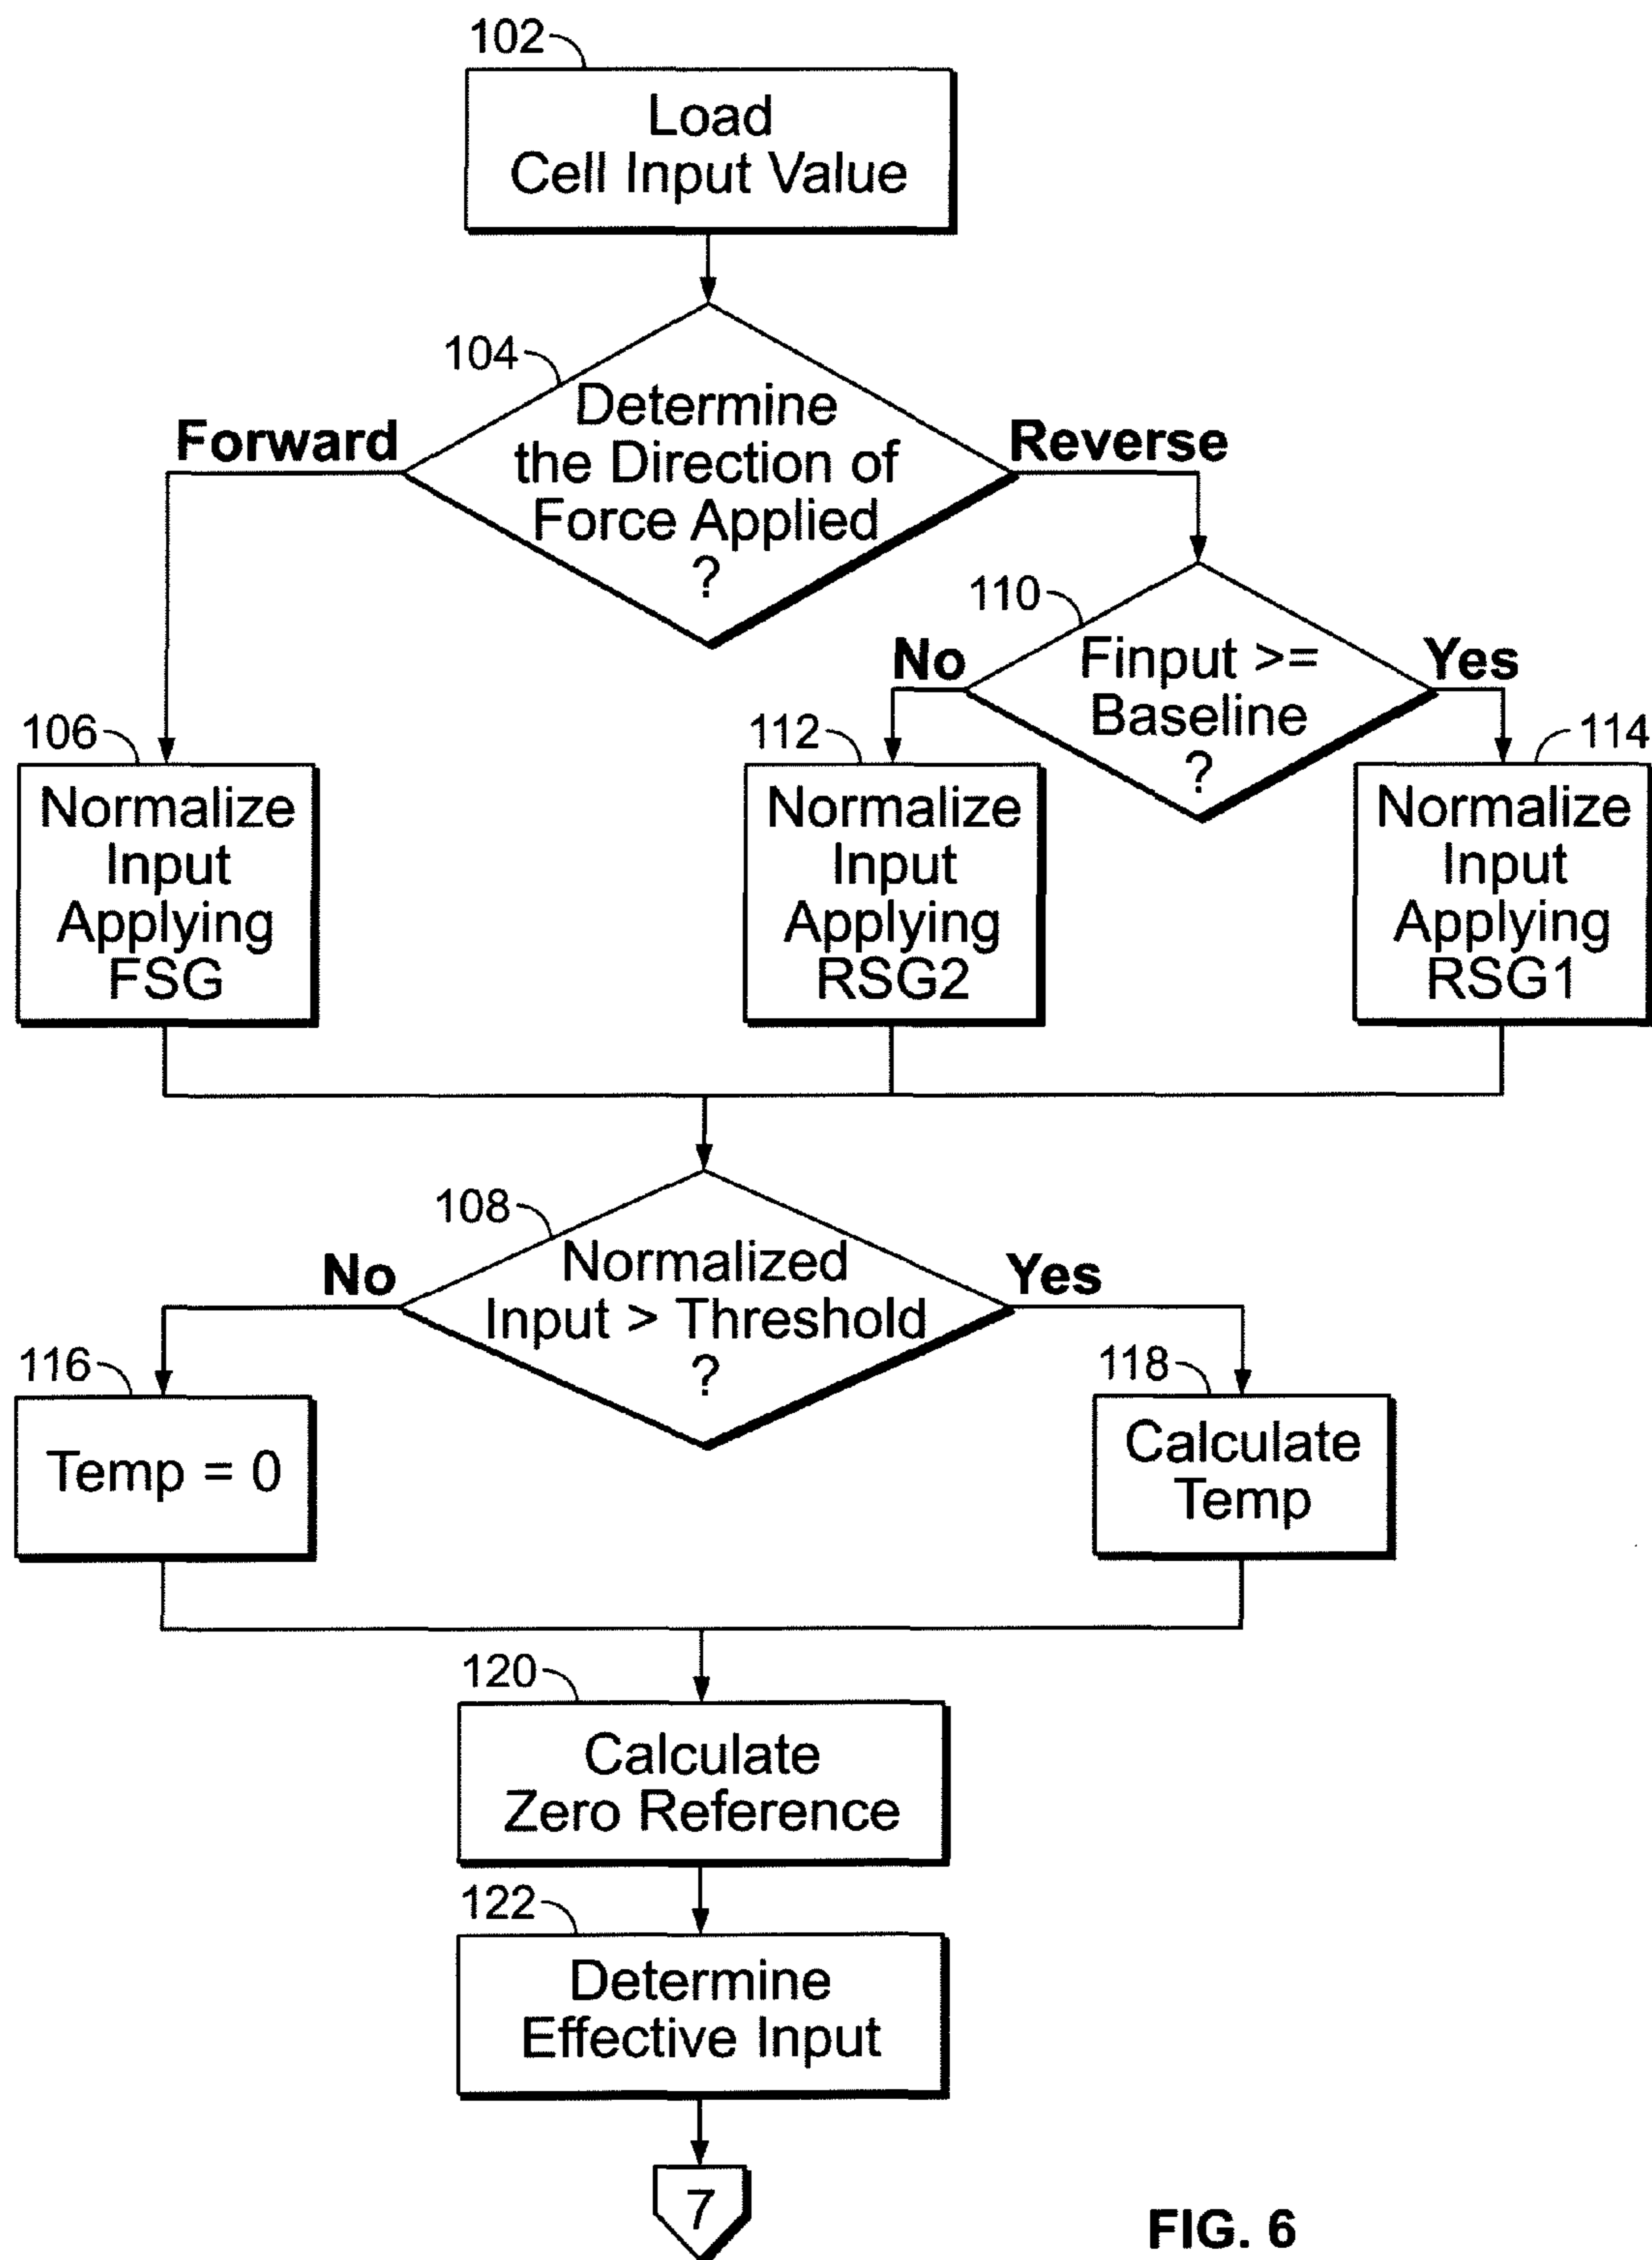 102
Load
Cell Input Value
104
Determine
the Direction of
Force Applied
?
Forward
Reverse
110
Finput >=
Baseline
?
No
Yes
106
Normalize
Input
Applying
FSG
112
Normalize
Input
Applying
RSG2
114
Normalize
Input
Applying
RSG1
108
Normalized
Input > Threshold
?
No
Yes
116
Temp = 0
118
Calculate
Temp
120
Calculate
Zero Reference
122
Determine
Effective Input
7
FIG. 6